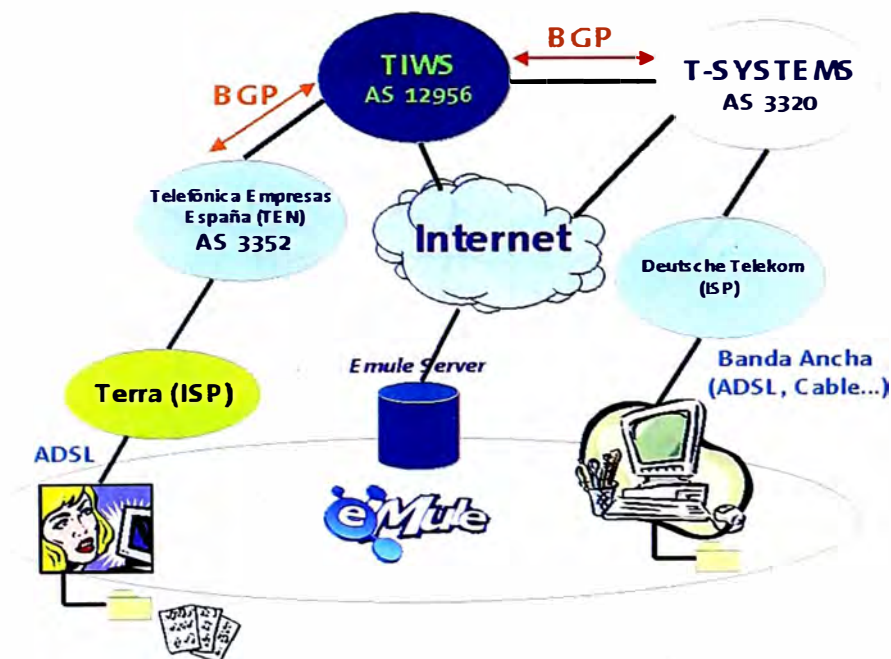 BGP
TIWS
AS 12956
T-SYSTEMS
AS 3320
BGP
Telefónica Empresas
España (TEN)
AS 3352
Internet
Deutsche Telekom
(ISP)
Terra (ISP)
Emule Server
Banda Ancha
(ADSL, Cable...)
ADSL
e Mule